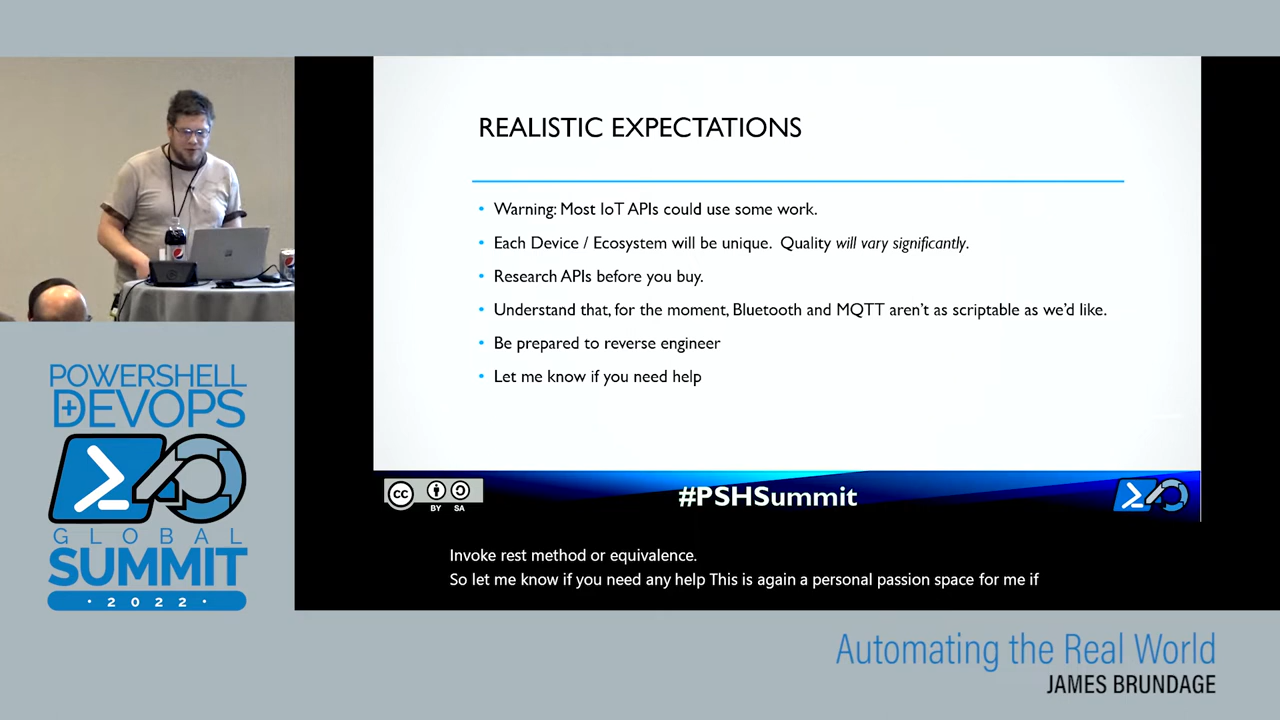 REALISTIC EXPECTATIONS
• Warning: Most IoT APIs could use some work.
• Each Device / Ecosystem will be unique.  Quality will vary significantly.
• Research APIs before you buy.
• Understand that, for the moment, Bluetooth and MQTT aren't as scriptable as we'd like.
• Be prepared to reverse engineer
• Let me know if you need help
cc
BY SA
#PSHSummit
Invoke rest method or equivalence.
So let me know if you need any help This is again a personal passion space for me if
POWERSHELL
+
DEVOPS
GLOBAL
SUMMIT
· 2022 ·
Automating the Real World
JAMES BRUNDAGE